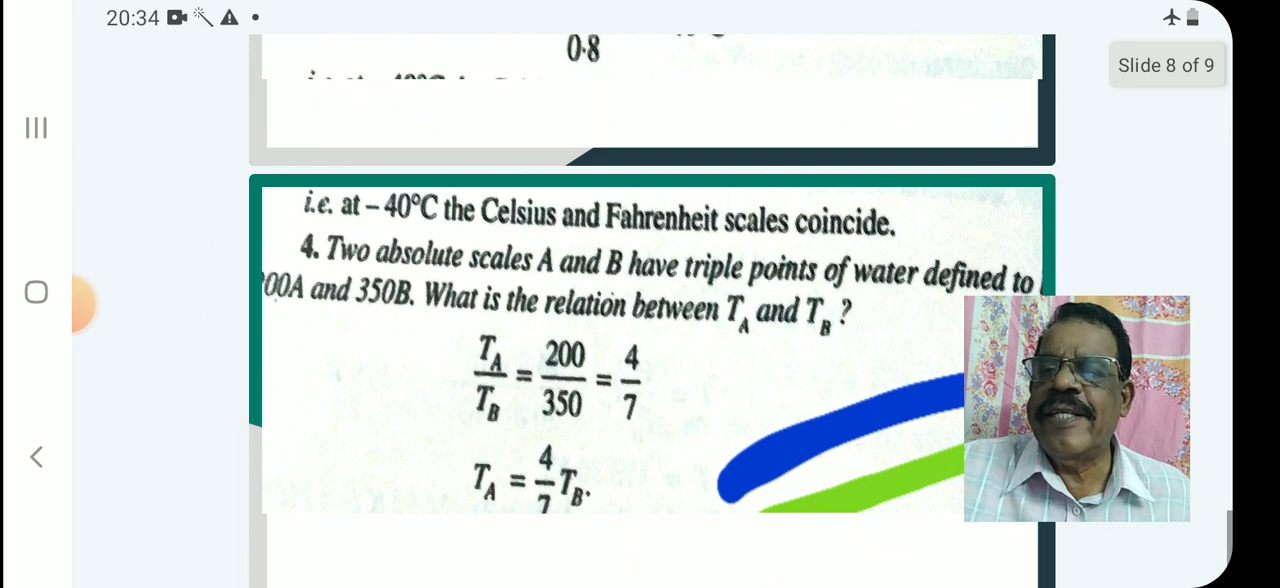 20:34
Slide 8 of 9
0·8
i.e. at – 40°C the Celsius and Fahrenheit scales coincide.
4. Two absolute scales A and B have triple points of water defined to
00A and 350B. What is the relation between T_A and T_B ?
T_A / T_B = 200 / 350 = 4 / 7
T_A = 4 / 7 T_B.